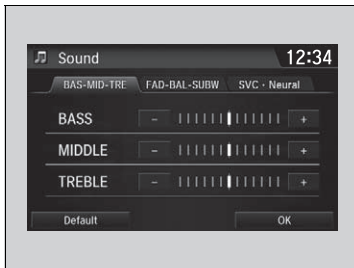 Sound 12:34
BAS-MID-TRE FAD-BAL-SUBW SVC · Neural
BASS - +
MIDDLE - +
TREBLE - +
Default OK